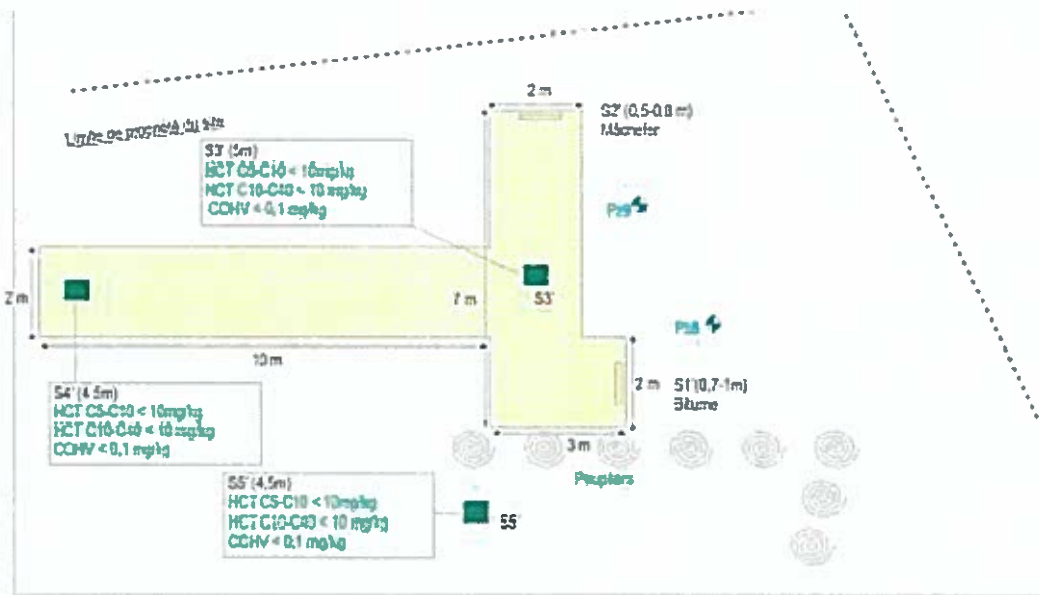 2 m
S2' (0,5-0,8 m)
Mâchefer
Limite de propriété du site
S3' (5m)
HCT C5-C10 < 10mg/kg
HCT C10-C40 < 10 mg/kg
COHV < 0,1 mg/kg
Pz9
2 m
7 m
S3'
10 m
2 m
S1' (0,7-1m)
Bitume
S4' (4,5m)
HCT C5-C10 < 10mg/kg
HCT C10-C40 < 10 mg/kg
COHV < 0,1 mg/kg
3 m
Peupliers
S5' (4,5m)
HCT C5-C10 < 10mg/kg
HCT C10-C40 < 10 mg/kg
COHV < 0,1 mg/kg
S5'